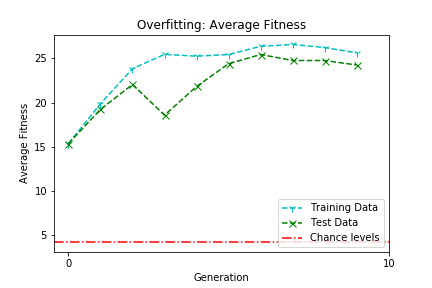 Overfitting: Average Fitness
Average Fitness
25
20
15
10
5
0
10
Generation
Training Data
Test Data
Chance levels